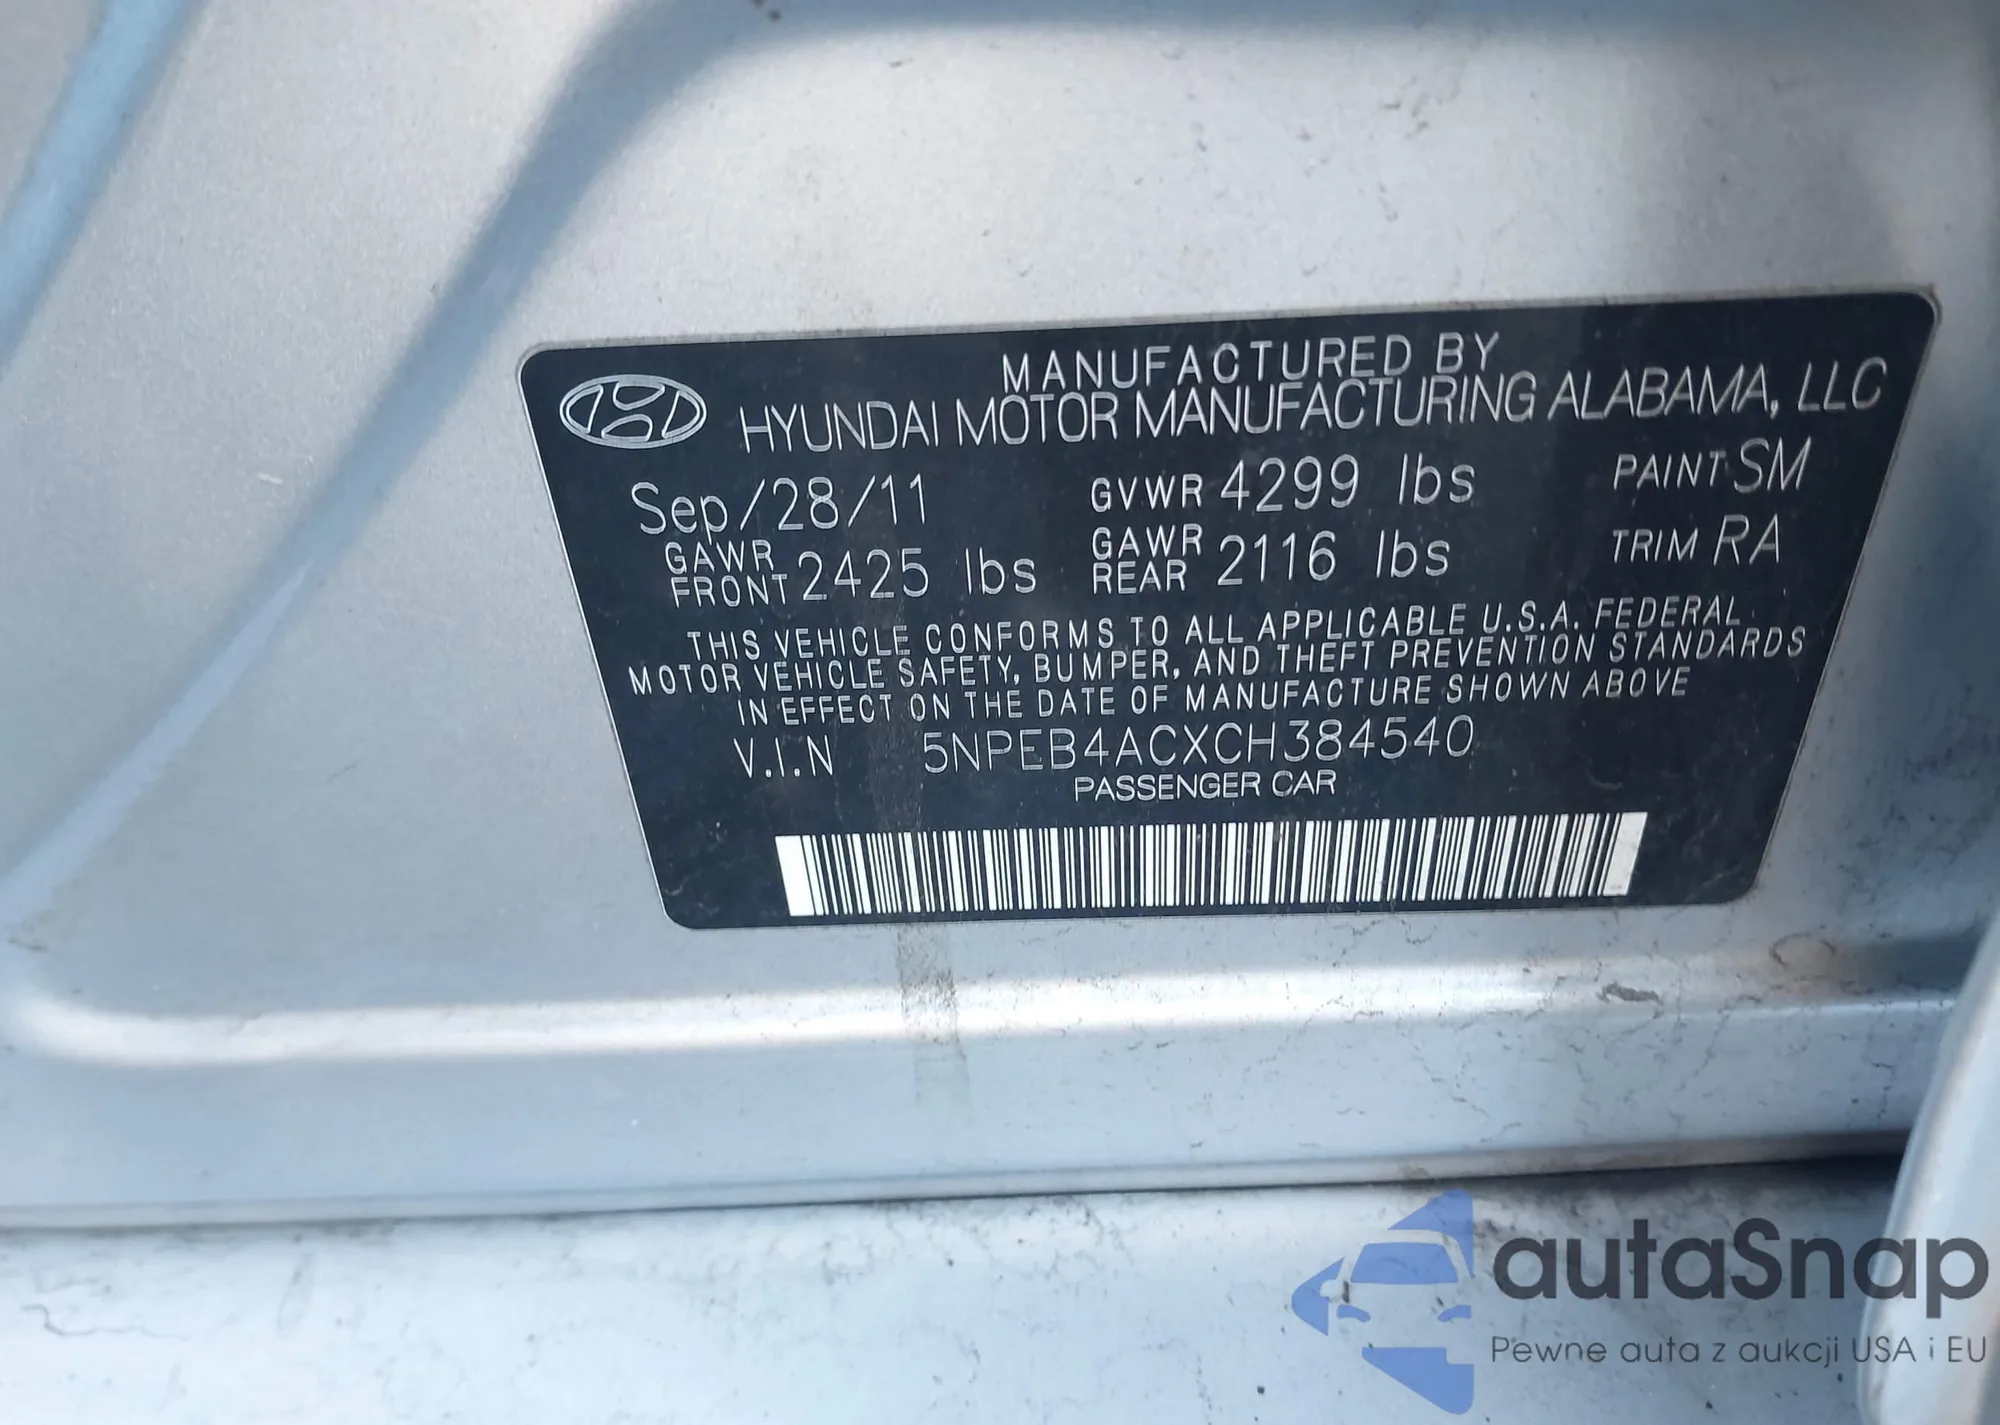 MANUFACTURED BY
HYUNDAI MOTOR MANUFACTURING ALABAMA, LLC
Sep/28/11 GVWR 4299 lbs PAINT SM
GAWR FRONT 2425 lbs GAWR REAR 2116 lbs TRIM RA
THIS VEHICLE CONFORMS TO ALL APPLICABLE U.S.A. FEDERAL
MOTOR VEHICLE SAFETY, BUMPER, AND THEFT PREVENTION STANDARDS
IN EFFECT ON THE DATE OF MANUFACTURE SHOWN ABOVE
V.I.N 5NPEB4ACXCH384540
PASSENGER CAR
autaSnap
Pewne auta z aukcji USA i EU